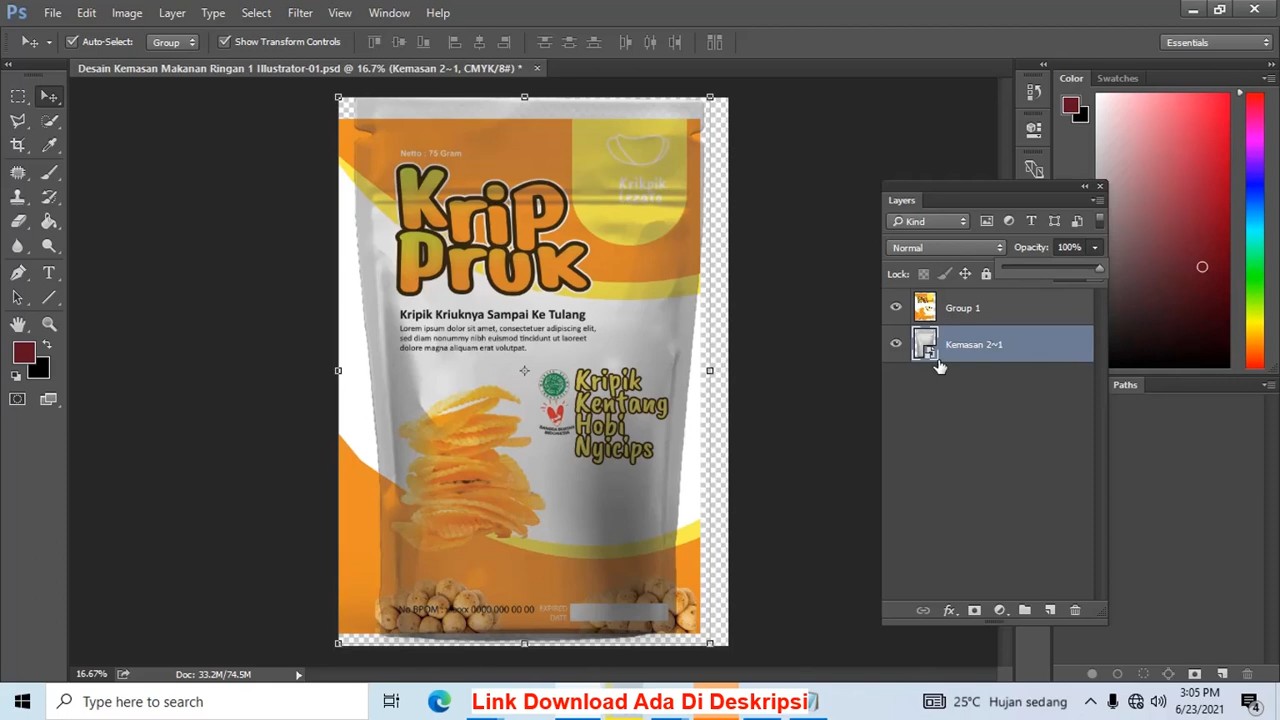 Ps File Edit Image Layer Type Select Filter View Window Help
Auto-Select: Group Show Transform Controls Essentials
Desain Kemasan Makanan Ringan 1 Illustrator-01.psd @ 16.7% (Kemasan 2~1, CMYK/8#) *
Color Swatches
Netto : 75 Gram
Krikpik
Lezato
Krip
Pruk
Kripik Kriuknya Sampai Ke Tulang
Lorem ipsum dolor sit amet, consectetuer adipiscing elit,
sed diam nonummy nibh euismod tincidunt ut laoreet
dolore magna aliquam erat volutpat.
Kripik
Kentang
Hobi
Nyicips
EXPIRED
DATE
Layers
Kind
Normal Opacity: 100%
Lock:
Group 1
Kemasan 2~1
Paths
16.67% Doc: 33.2M/74.5M
Type here to search
Link Download Ada Di Deskripsi
25°C Hujan sedang
3:05 PM
6/23/2021
4